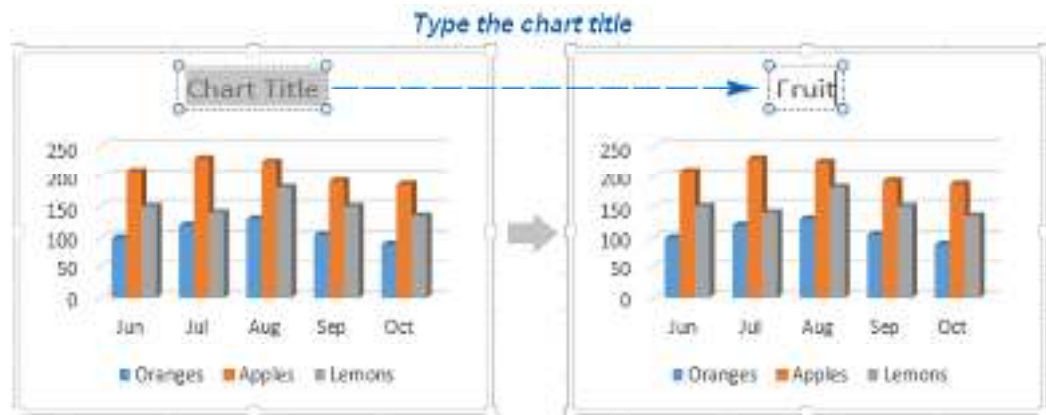 Type the chart title
Chart Title
Fruit
250
200
150
100
50
0
Jun Jul Aug Sep Oct
Oranges Apples Lemons
250
200
150
100
50
0
Jun Jul Aug Sep Oct
Oranges Apples Lemons